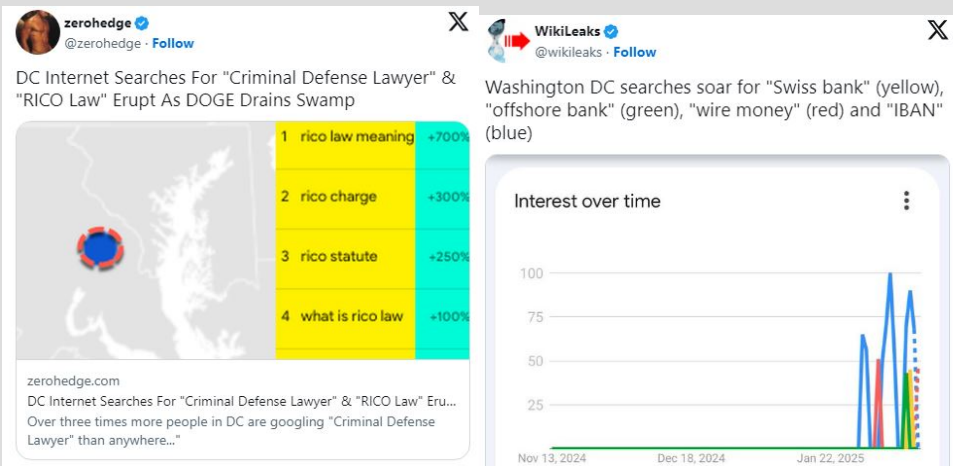 zerohedge
@zerohedge · Follow
DC Internet Searches For "Criminal Defense Lawyer" &
"RICO Law" Erupt As DOGE Drains Swamp
1 rico law meaning +700%
2 rico charge +300%
3 rico statute +250%
4 what is rico law +100%
zerohedge.com
DC Internet Searches For "Criminal Defense Lawyer" & "RICO Law" Eru...
Over three times more people in DC are googling "Criminal Defense
Lawyer" than anywhere..."
WikiLeaks
@wikileaks · Follow
Washington DC searches soar for "Swiss bank" (yellow),
"offshore bank" (green), "wire money" (red) and "IBAN"
(blue)
Interest over time
100
75
50
25
Nov 13, 2024 Dec 18, 2024 Jan 22, 2025